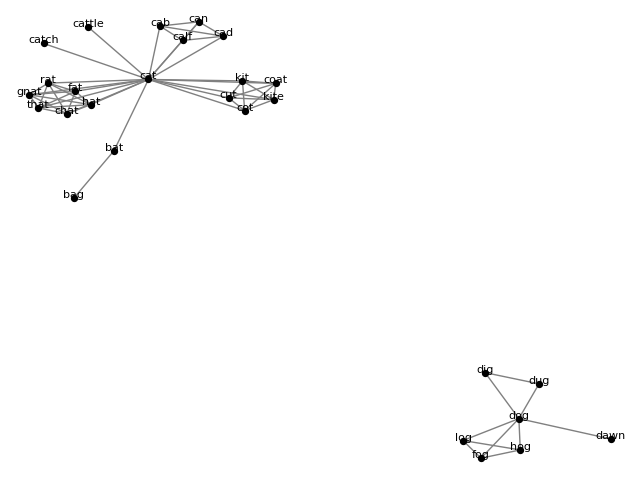 can
cab
cattle
cad
calf
catch
cat
kit
coat
rat
fat
gnat
cut
kite
hat
that
cot
chat
bat
bag
dig
dug
dog
dawn
log
hog
fog